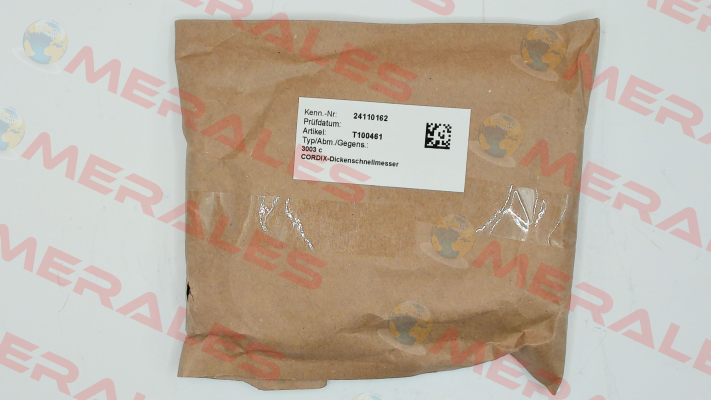 Kenn.-Nr: 24110162
Prüfdatum:
Artikel: T100461
Typ/Abm./Gegens.:
3003 c
CORDIX-Dickenschnellmesser
MERALES
MERALES
MERALES
MERALES
MERALES